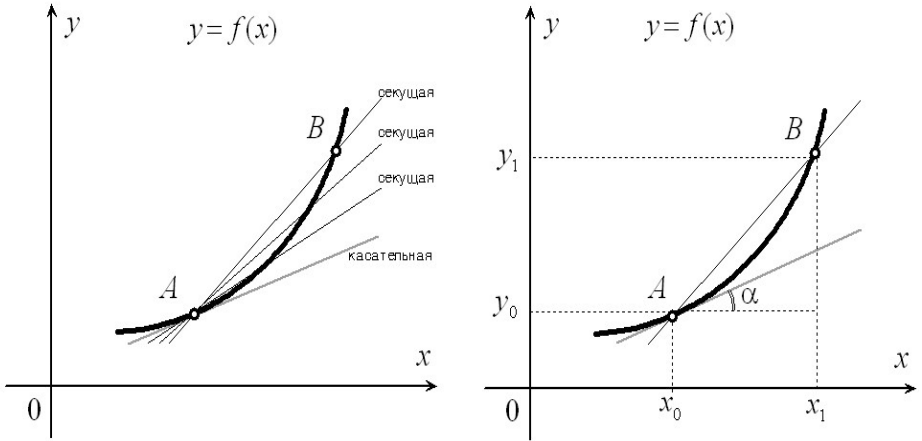 y
y = f(x)
секущая
B
секущая
секущая
касательная
A
x
0
y
y = f(x)
B
y₁
A
α
y₀
x
0
x₀
x₁